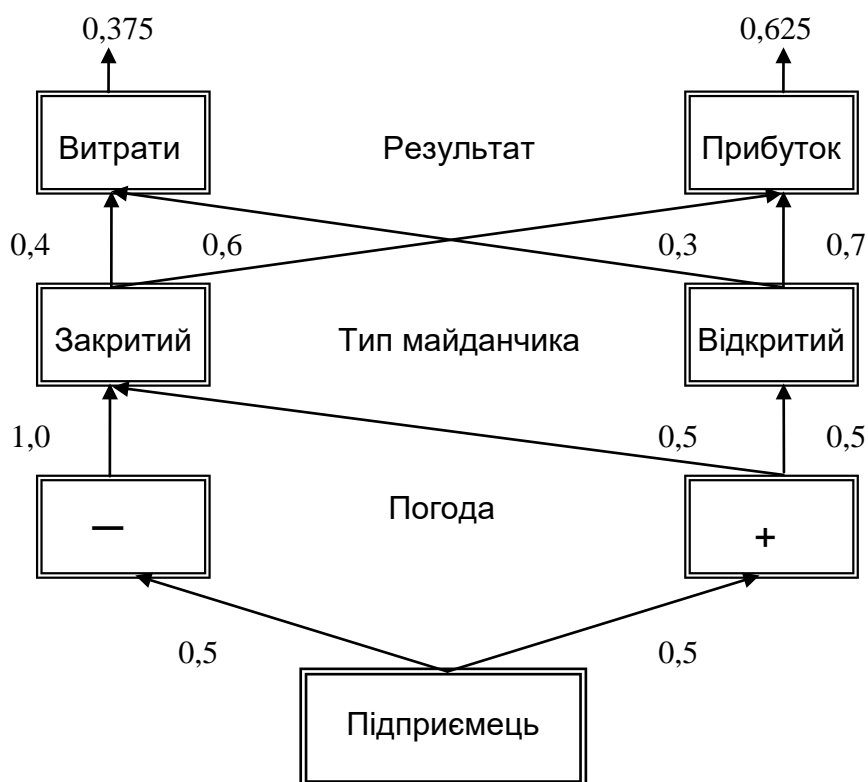 0,375 0,625
Витрати Результат Прибуток
0,4 0,6 0,3 0,7
Закритий Тип майданчика Відкритий
1,0 0,5 0,5
— Погода +
0,5 0,5
Підприємець